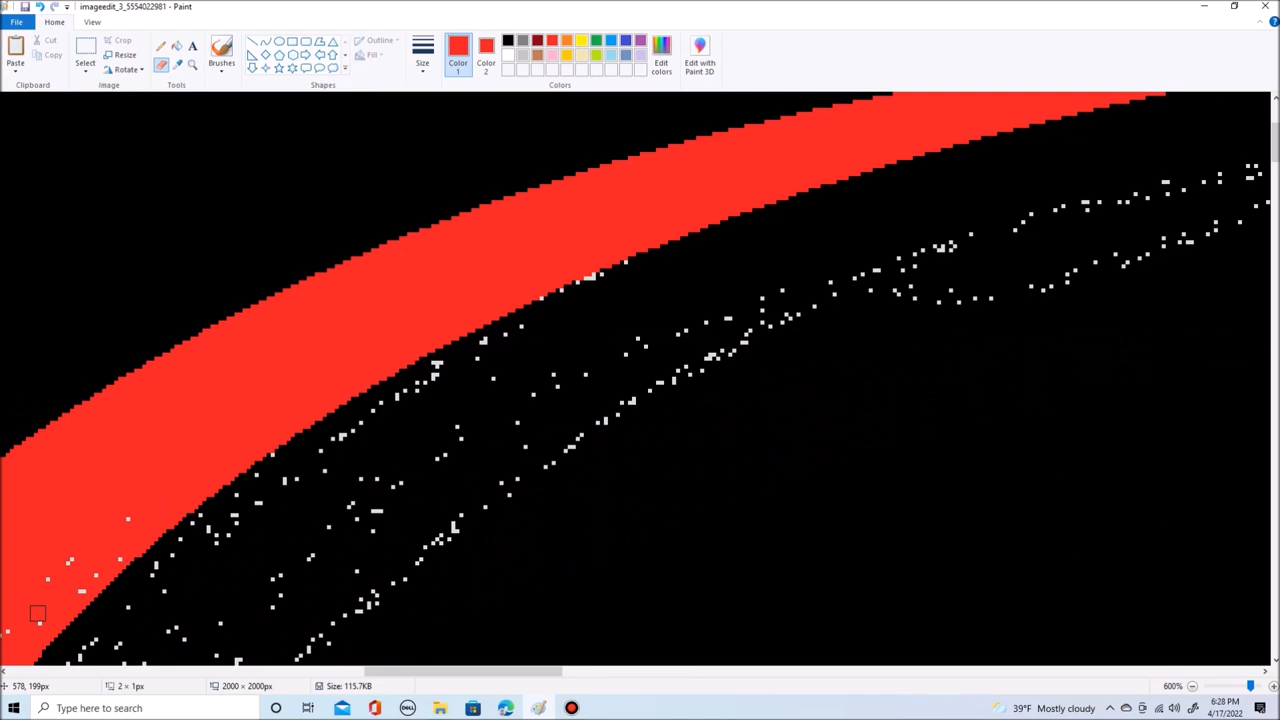 imageedit_3_5554022981 - Paint
File Home View
Paste
Cut
Copy
Clipboard
Select
Crop
Resize
Rotate
Image
A
Tools
Brushes
Outline
Fill
Shapes
Size
Color
1
Color
2
Edit
colors
Colors
Edit with
Paint 3D
578, 199px
2 × 1px
2000 × 2000px
Size: 115.7KB
600%
Type here to search
DELL
39°F Mostly cloudy
6:28 PM
4/17/2022